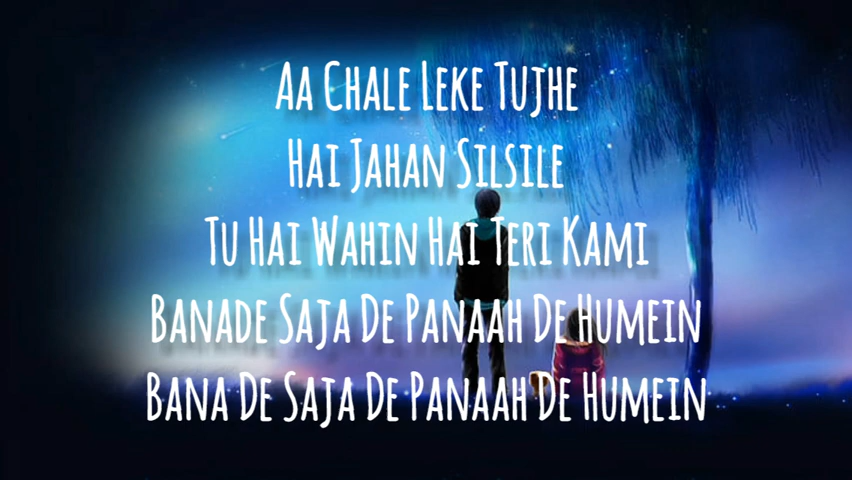 Aa Chale Leke Tujhe
Hai Jahan Silsile
Tu Hai Wahin Hai Teri Kami
Banade Saja De Panaah De Humein
Bana De Saja De Panaah De Humein